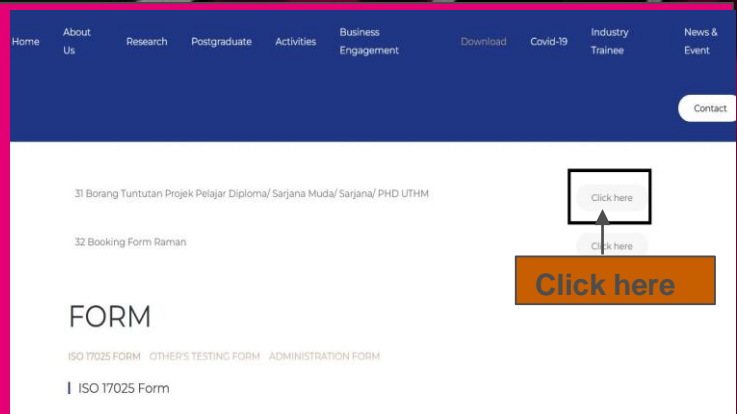 Home About Us Research Postgraduate Activities Business Engagement Download Covid-19 Industry Trainee News & Event
Contact
31 Borang Tuntutan Projek Pelajar Diploma/ Sarjana Muda/ Sarjana/ PHD UTHM Click here
32 Booking Form Raman Click here
Click here
FORM
ISO 17025 FORM OTHER'S TESTING FORM ADMINISTRATION FORM
ISO 17025 Form